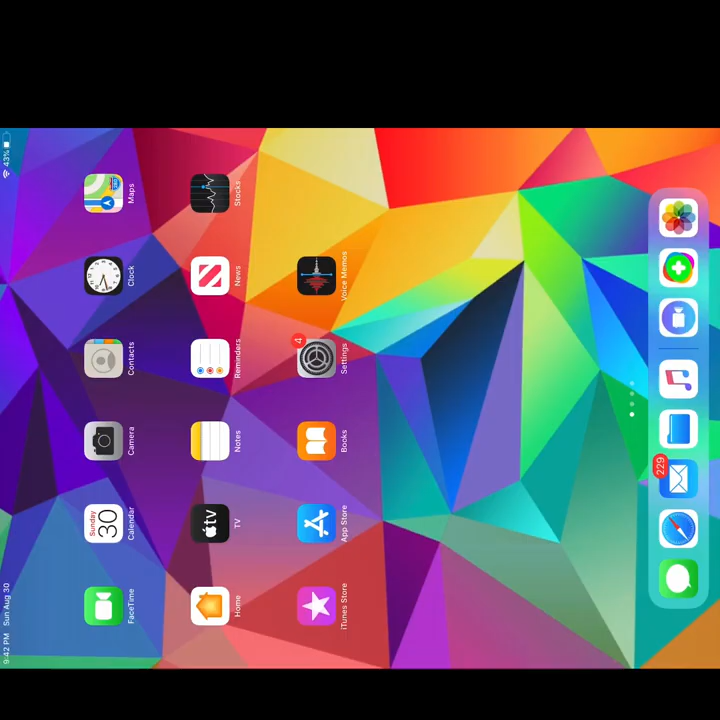 9:42 PM Sun Aug 30
43%
FaceTime
Sunday
30
Calendar
Camera
Contacts
Clock
Maps
Home
tv
TV
Notes
Reminders
News
Stocks
iTunes Store
App Store
Books
4
Settings
Voice Memos
229